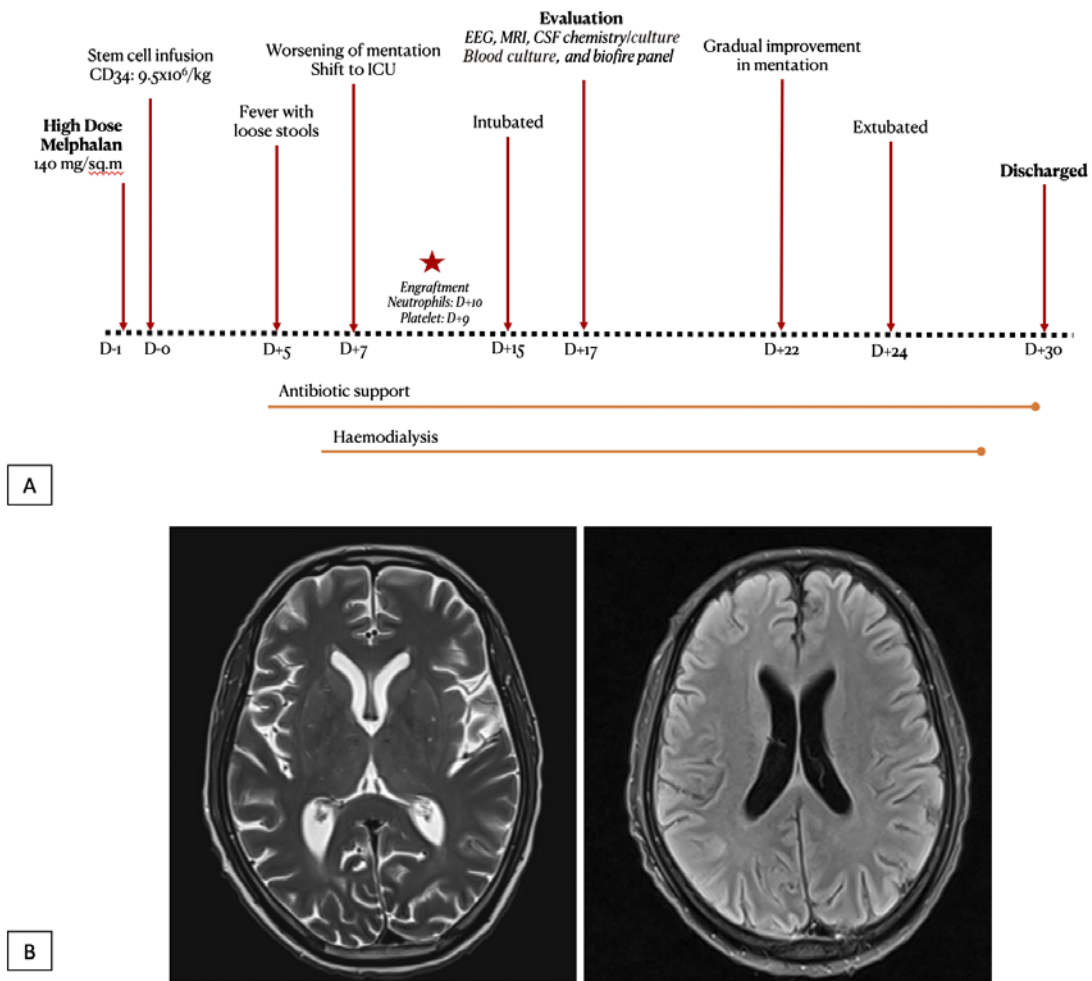 Evaluation
EEG, MRI, CSF chemistry/culture
Blood culture, and biofire panel
Stem cell infusion
CD34: 9.5x10⁶/kg
Worsening of mentation
Shift to ICU
Gradual improvement
in mentation
High Dose
Melphalan
140 mg/sq.m
Fever with
loose stools
Intubated
Extubated
Discharged
Engraftment
Neutrophils: D+10
Platelet: D+9
D-1 D-0 D+5 D+7 D+15 D+17 D+22 D+24 D+30
Antibiotic support
Haemodialysis
A
B